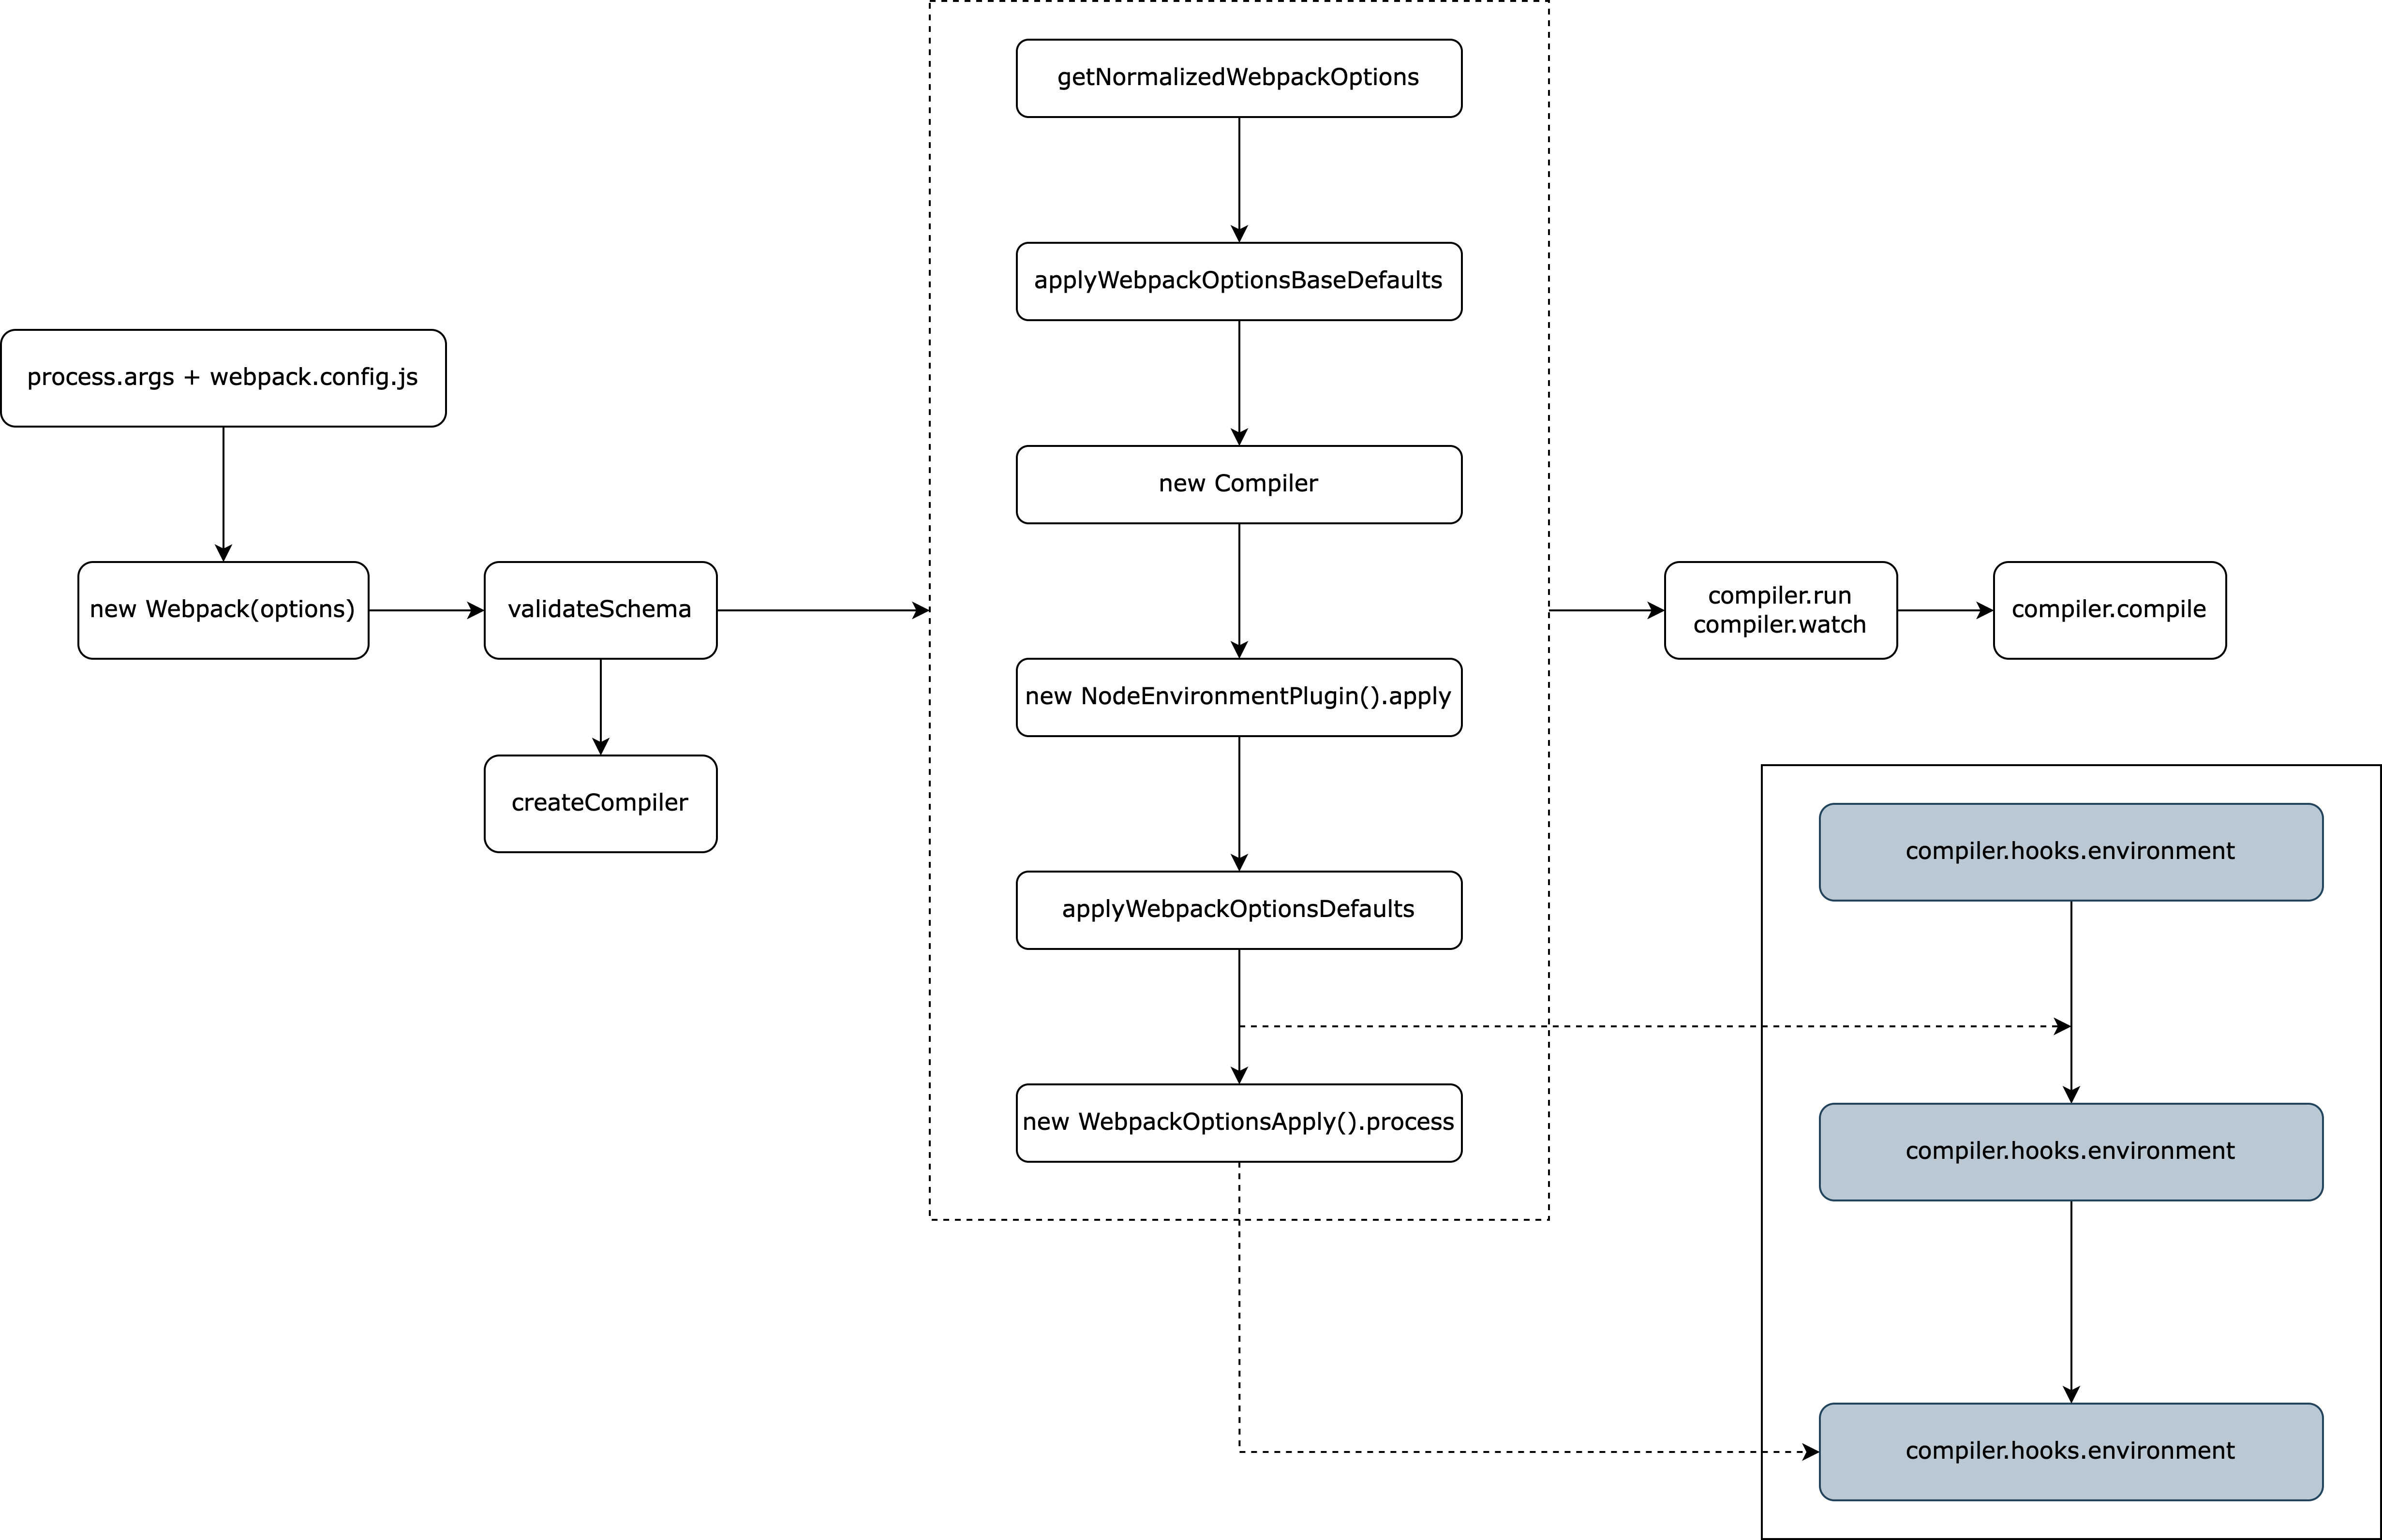 process.args + webpack.config.js
new Webpack(options)
validateSchema
createCompiler
getNormalizedWebpackOptions
applyWebpackOptionsBaseDefaults
new Compiler
new NodeEnvironmentPlugin().apply
applyWebpackOptionsDefaults
new WebpackOptionsApply().process
compiler.run
compiler.watch
compiler.compile
compiler.hooks.environment
compiler.hooks.environment
compiler.hooks.environment